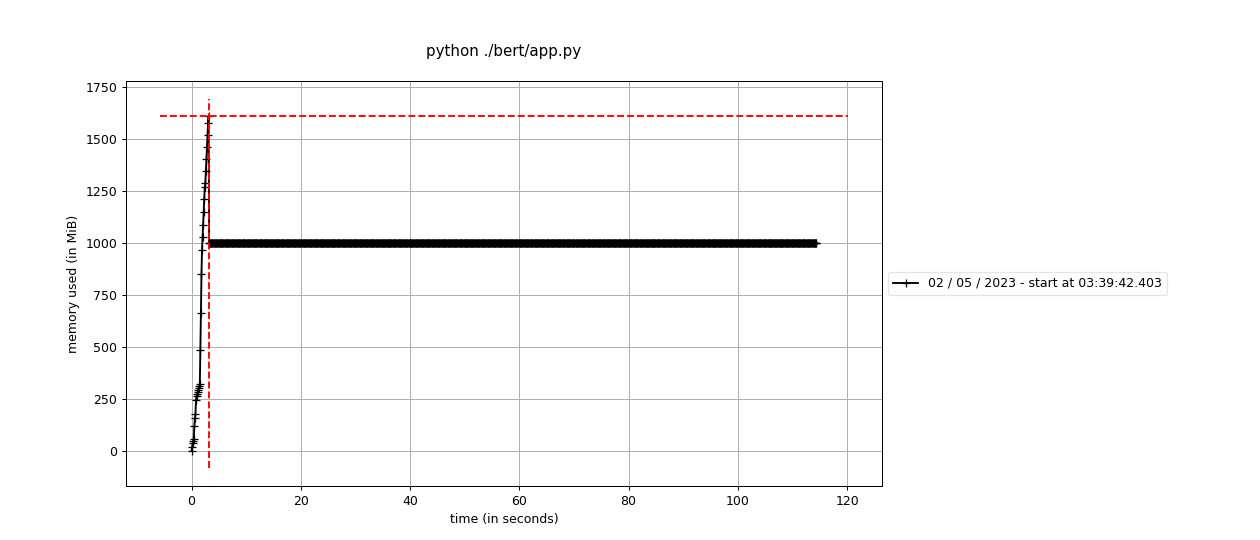 python ./bert/app.py
memory used (in MiB)
1750
1500
1250
1000
750
500
250
0
0 20 40 60 80 100 120
time (in seconds)
02 / 05 / 2023 - start at 03:39:42.403